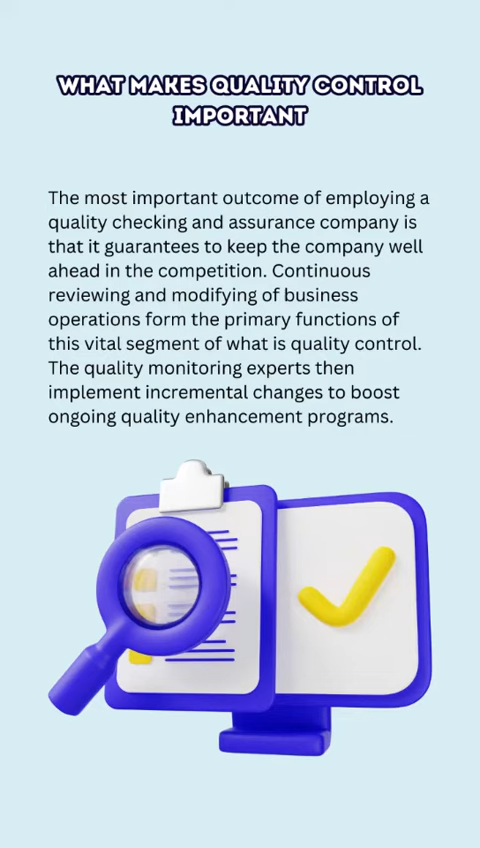 WHAT MAKES QUALITY CONTROL
IMPORTANT
The most important outcome of employing a
quality checking and assurance company is
that it guarantees to keep the company well
ahead in the competition. Continuous
reviewing and modifying of business
operations form the primary functions of
this vital segment of what is quality control.
The quality monitoring experts then
implement incremental changes to boost
ongoing quality enhancement programs.